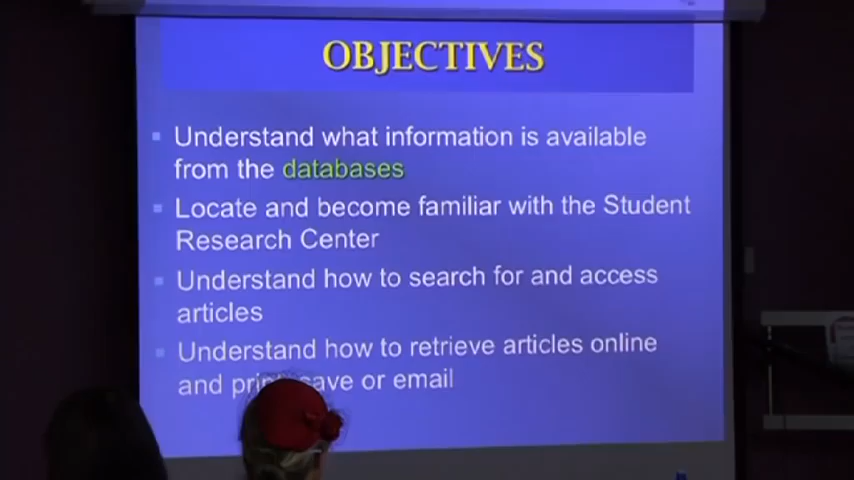 OBJECTIVES
Understand what information is available
from the databases
Locate and become familiar with the Student
Research Center
Understand how to search for and access
articles
Understand how to retrieve articles online
and save or email